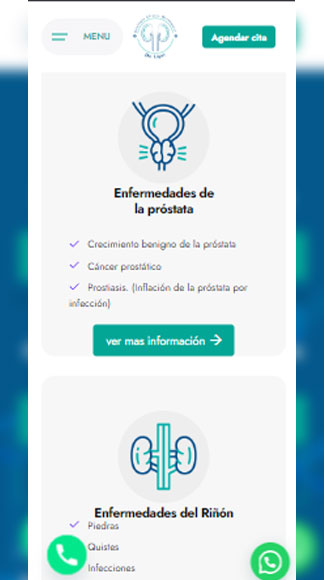 MENU
Agendar cita
Enfermedades de
la próstata
Crecimiento benigno de la próstata
Cáncer prostático
Prostiasis. (Inflación de la próstata por
infección)
ver mas información
Enfermedades del Riñón
Piedras
Quistes
Infecciones